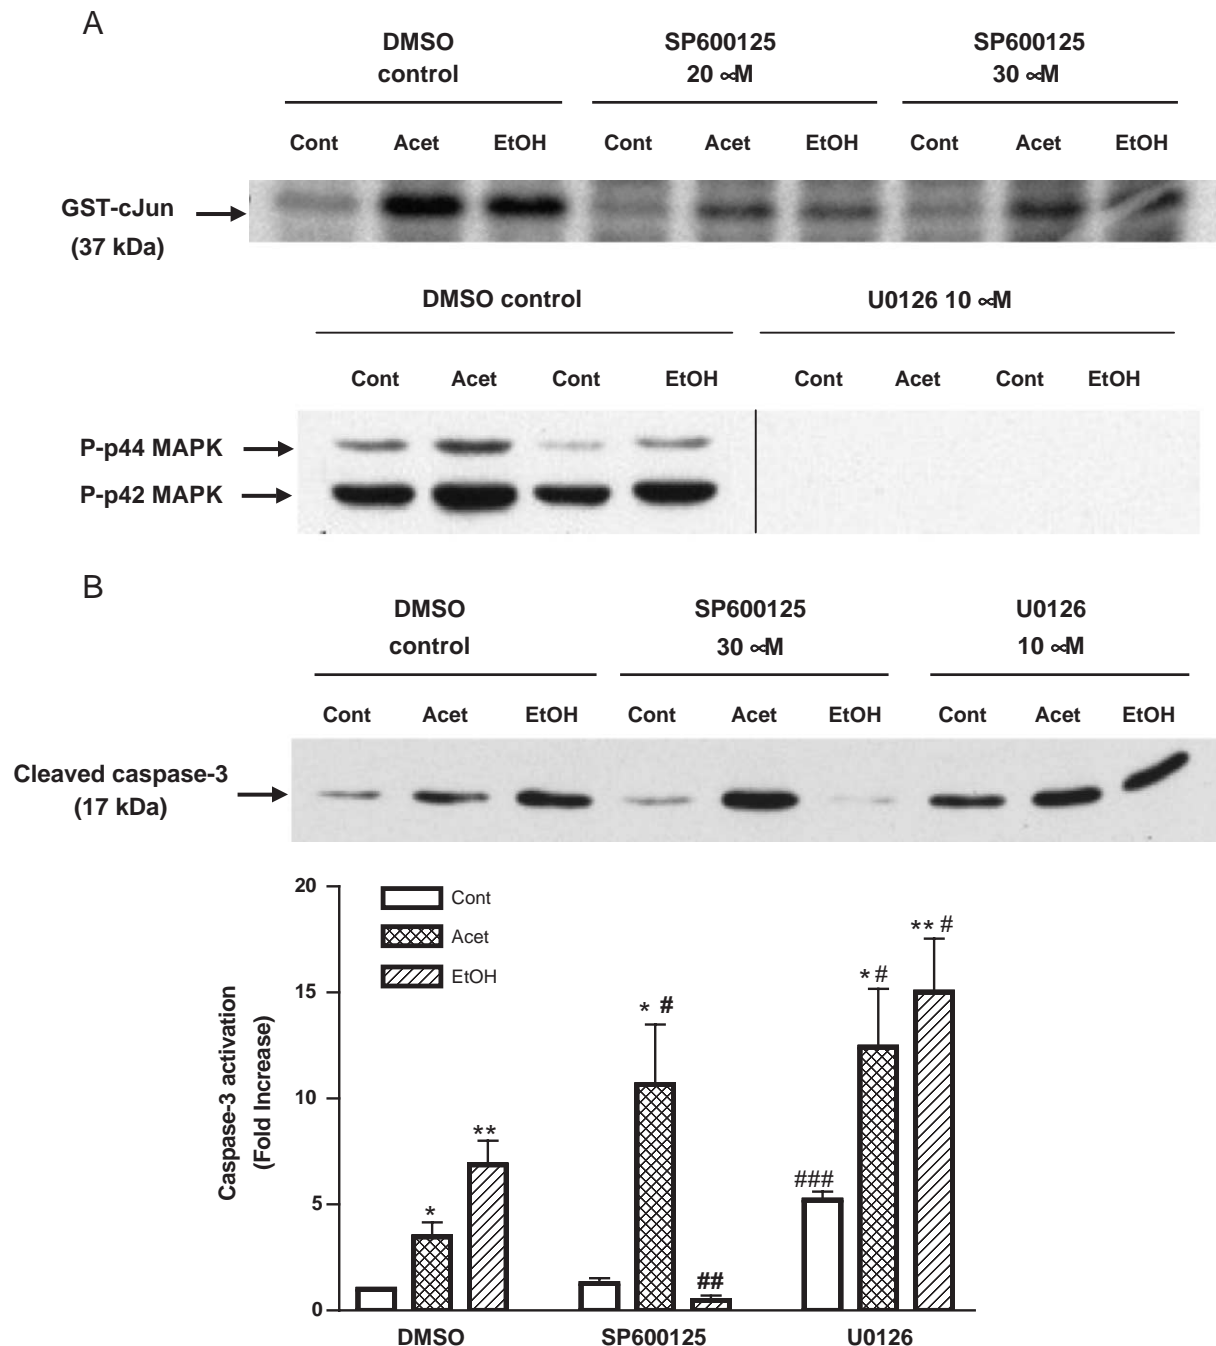 A
DMSO control
SP600125 20 ∝M
SP600125 30 ∝M
Cont Acet EtOH Cont Acet EtOH Cont Acet EtOH
GST-cJun
(37 kDa)
DMSO control
U0126 10 ∝M
Cont Acet Cont EtOH Cont Acet Cont EtOH
P-p44 MAPK
P-p42 MAPK
B
DMSO control
SP600125 30 ∝M
U0126 10 ∝M
Cont Acet EtOH Cont Acet EtOH Cont Acet EtOH
Cleaved caspase-3
(17 kDa)
Caspase-3 activation
(Fold Increase)
20
15
10
5
0
Cont
Acet
EtOH
*
**
* #
##
###
* #
** #
DMSO SP600125 U0126